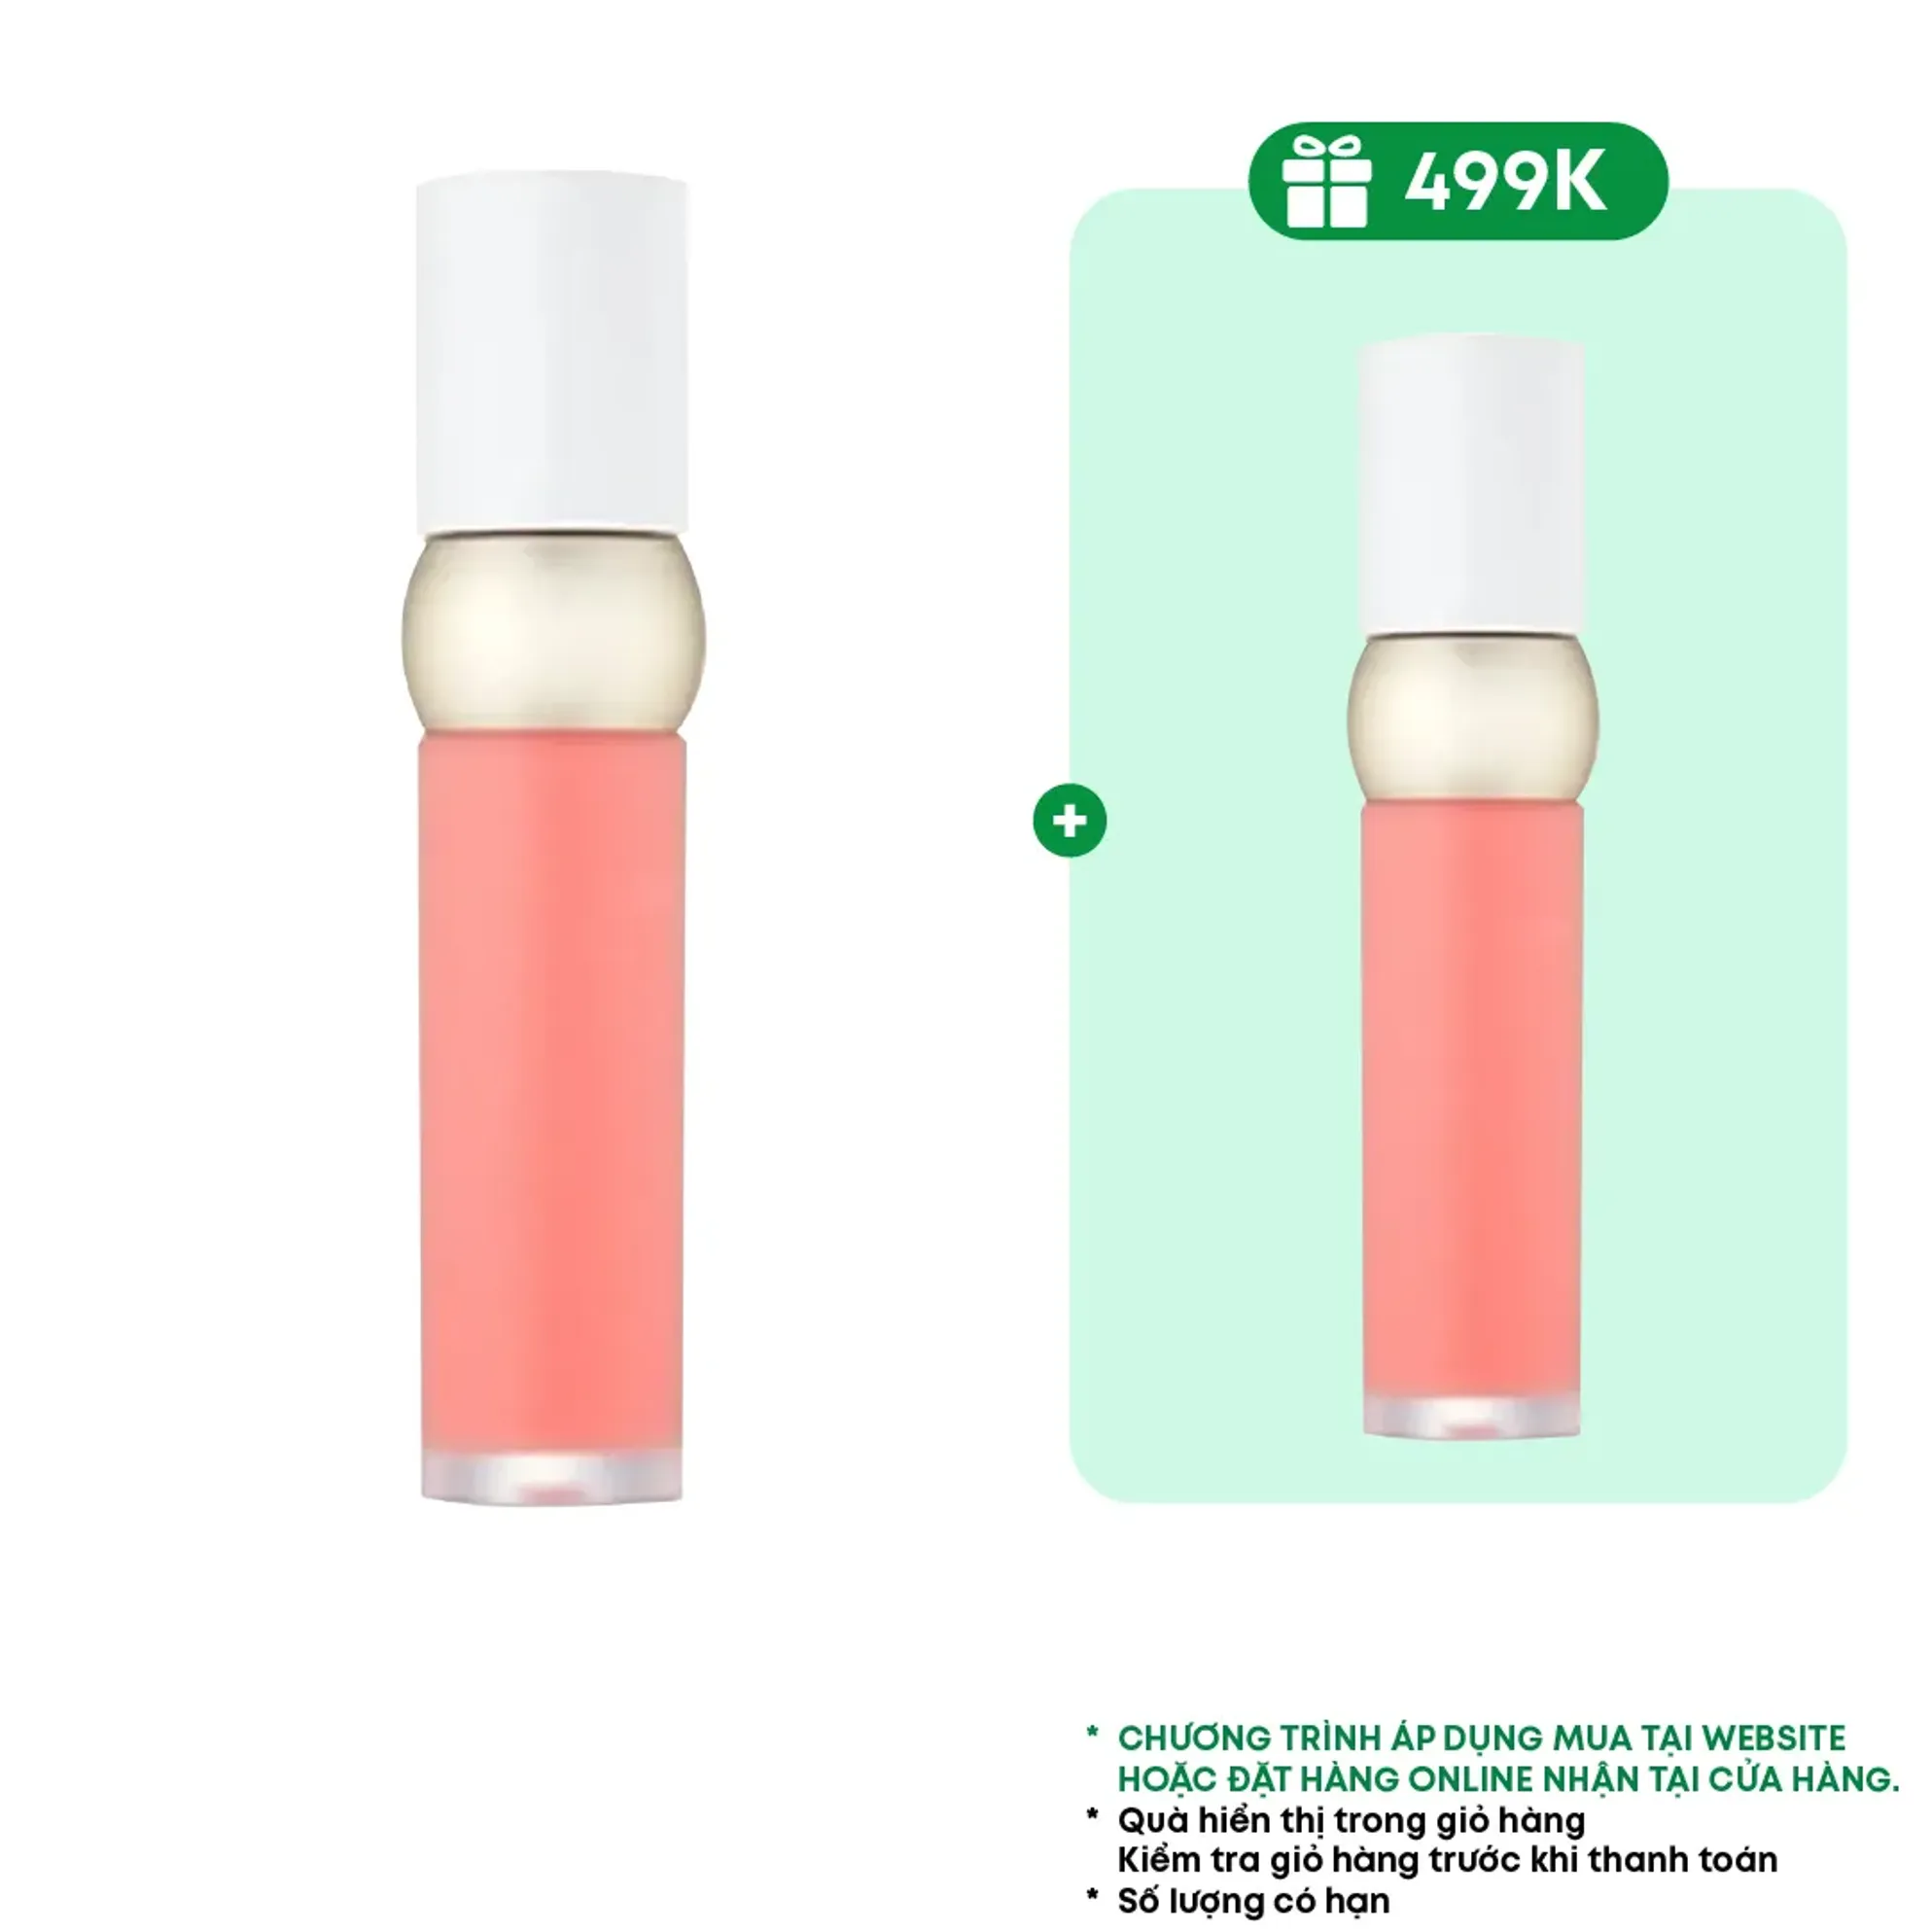 499K
+
* CHƯƠNG TRÌNH ÁP DỤNG MUA TẠI WEBSITE
HOẶC ĐẶT HÀNG ONLINE NHẬN TẠI CỬA HÀNG.
* Quà hiển thị trong giỏ hàng
Kiểm tra giỏ hàng trước khi thanh toán
* Số lượng có hạn